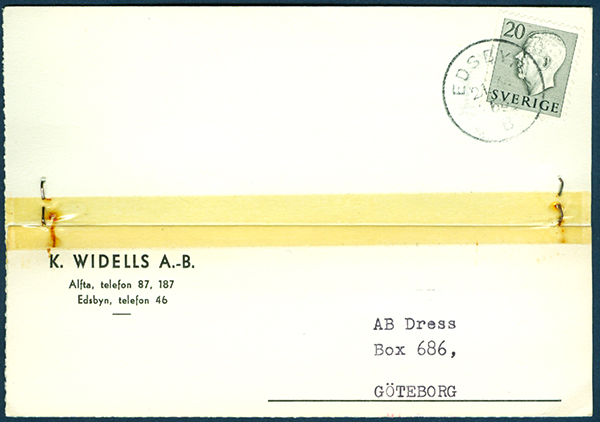 20
SVERIGE
EDSBYN
K. WIDELLS A.-B.
Alfta, telefon 87, 187
Edsbyn, telefon 46
AB Dress
Box 686,
GÖTEBORG